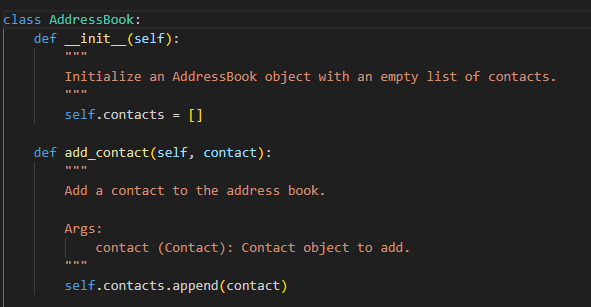 class AddressBook:
    def __init__(self):
        """
        Initialize an AddressBook object with an empty list of contacts.
        """
        self.contacts = []

    def add_contact(self, contact):
        """
        Add a contact to the address book.

        Args:
            contact (Contact): Contact object to add.
        """
        self.contacts.append(contact)